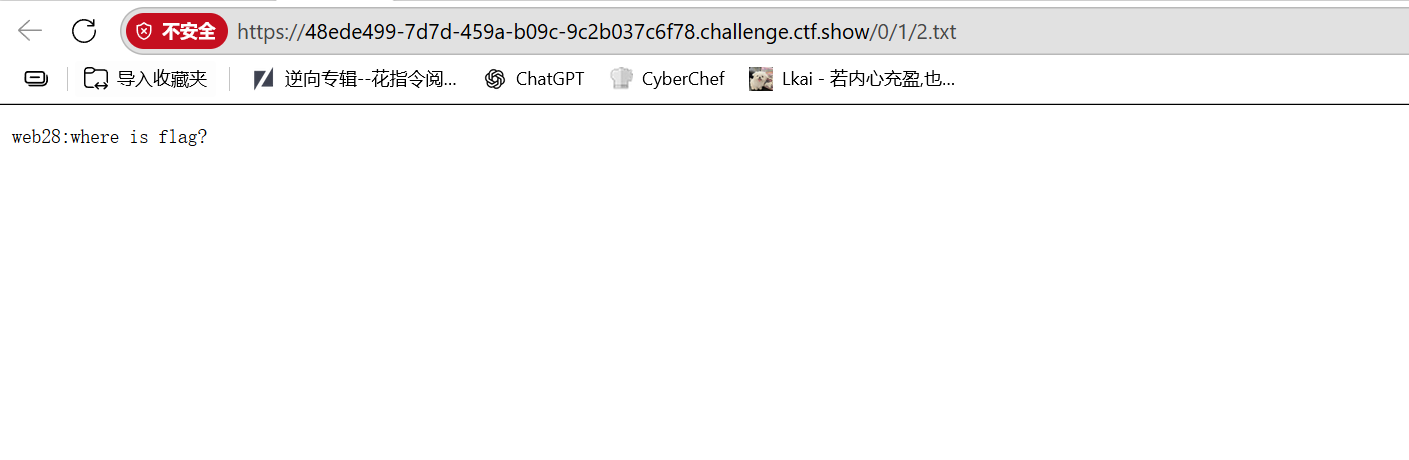 不安全 https://48ede499-7d7d-459a-b09c-9c2b037c6f78.challenge.ctf.show/0/1/2.txt
导入收藏夹 逆向专辑--花指令阅... ChatGPT CyberChef Lkai - 若内心充盈,也...
web28:where is flag?